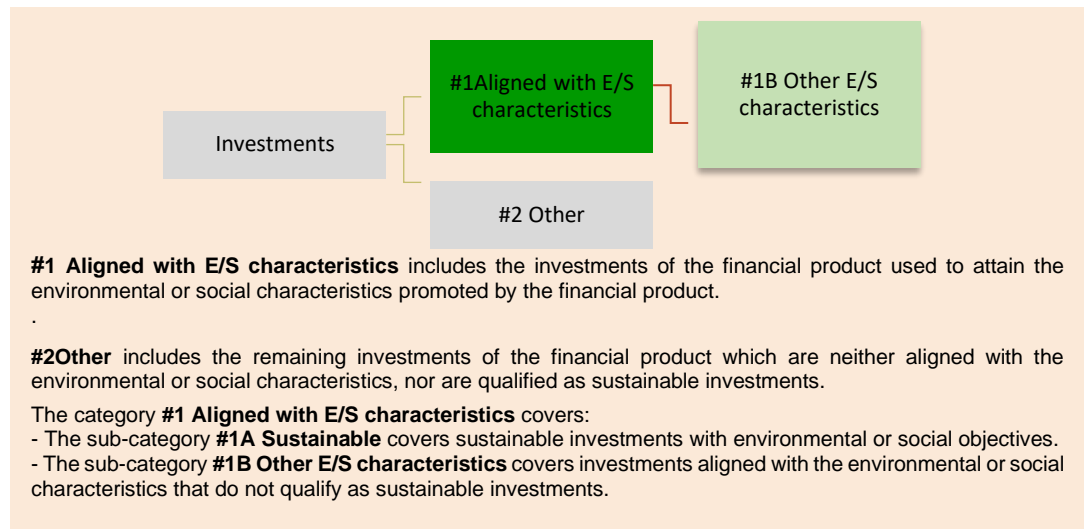 #1Aligned with E/S
characteristics
#1B Other E/S
characteristics
Investments
#2 Other
#1 Aligned with E/S characteristics includes the investments of the financial product used to attain the
environmental or social characteristics promoted by the financial product.
.
#2Other includes the remaining investments of the financial product which are neither aligned with the
environmental or social characteristics, nor are qualified as sustainable investments.
The category #1 Aligned with E/S characteristics covers:
- The sub-category #1A Sustainable covers sustainable investments with environmental or social objectives.
- The sub-category #1B Other E/S characteristics covers investments aligned with the environmental or social
characteristics that do not qualify as sustainable investments.